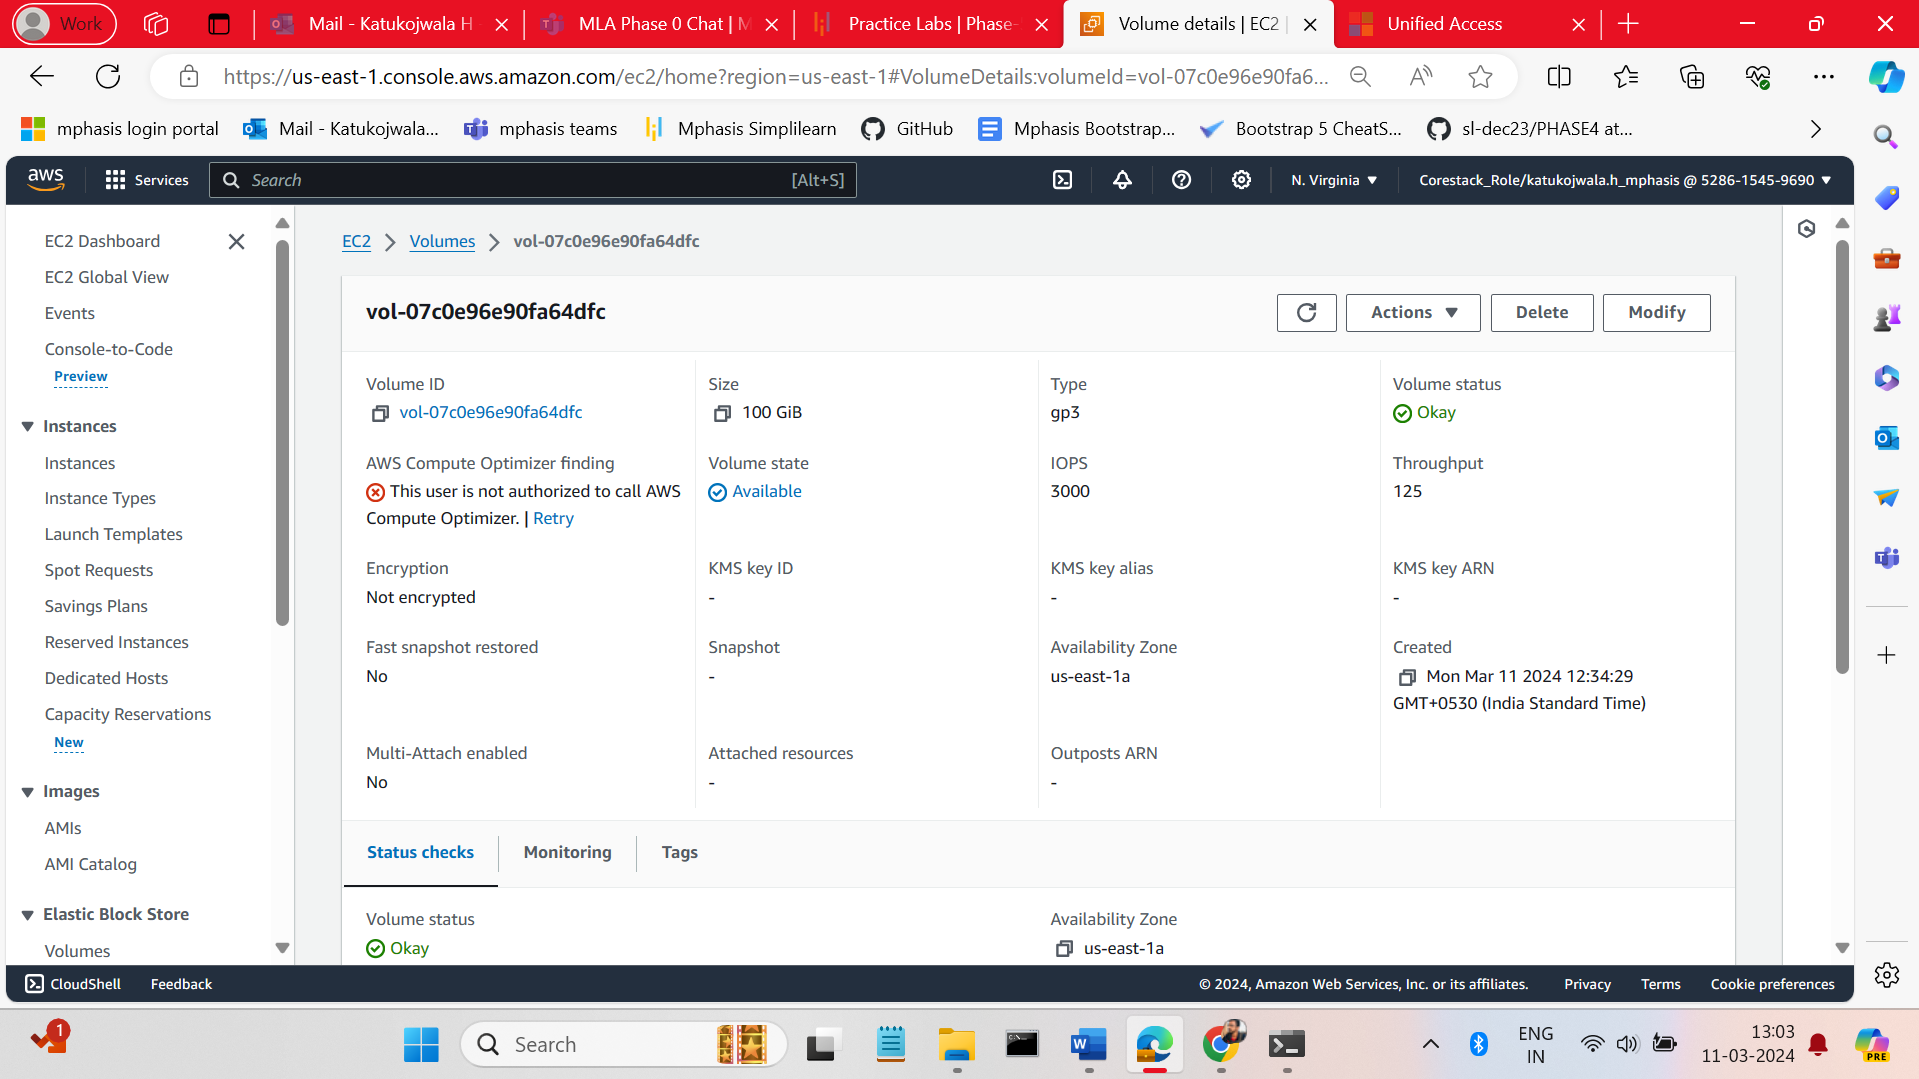 Work
Mail - Katukojwala H
MLA Phase 0 Chat | M
Practice Labs | Phase-
Volume details | EC2 |
Unified Access
https://us-east-1.console.aws.amazon.com/ec2/home?region=us-east-1#VolumeDetails:volumeId=vol-07c0e96e90fa6...
mphasis login portal
Mail - Katukojwala...
mphasis teams
Mphasis Simplilearn
GitHub
Mphasis Bootstrap...
Bootstrap 5 CheatS...
sl-dec23/PHASE4 at...
aws
Services
Search
[Alt+S]
N. Virginia
Corestack_Role/katukojwala.h_mphasis @ 5286-1545-9690
EC2 Dashboard
EC2 Global View
Events
Console-to-Code
Preview
Instances
Instances
Instance Types
Launch Templates
Spot Requests
Savings Plans
Reserved Instances
Dedicated Hosts
Capacity Reservations
New
Images
AMIs
AMI Catalog
Elastic Block Store
Volumes
EC2
Volumes
vol-07c0e96e90fa64dfc
vol-07c0e96e90fa64dfc
Actions
Delete
Modify
Volume ID
vol-07c0e96e90fa64dfc
Size
100 GiB
Type
gp3
Volume status
Okay
AWS Compute Optimizer finding
This user is not authorized to call AWS
Compute Optimizer. | Retry
Volume state
Available
IOPS
3000
Throughput
125
Encryption
Not encrypted
KMS key ID
-
KMS key alias
-
KMS key ARN
-
Fast snapshot restored
No
Snapshot
-
Availability Zone
us-east-1a
Created
Mon Mar 11 2024 12:34:29
GMT+0530 (India Standard Time)
Multi-Attach enabled
No
Attached resources
-
Outposts ARN
-
Status checks
Monitoring
Tags
Volume status
Okay
Availability Zone
us-east-1a
CloudShell
Feedback
© 2024, Amazon Web Services, Inc. or its affiliates.
Privacy
Terms
Cookie preferences
1
Search
ENG
IN
13:03
11-03-2024
PRE